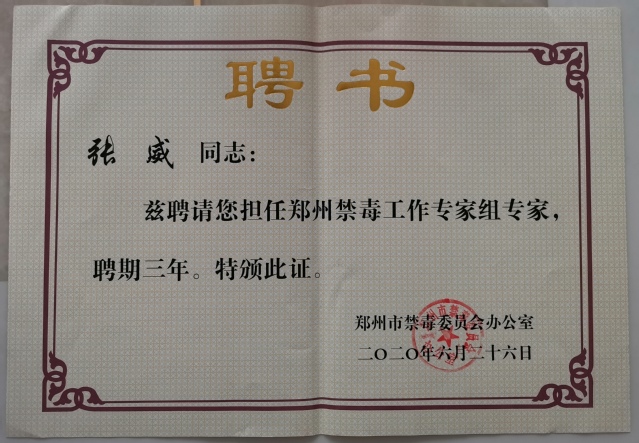 聘书
张威 同志：
兹聘请您担任郑州禁毒工作专家组专家，
聘期三年。特颁此证。
郑州市禁毒委员会办公室
二〇二〇年六月二十六日